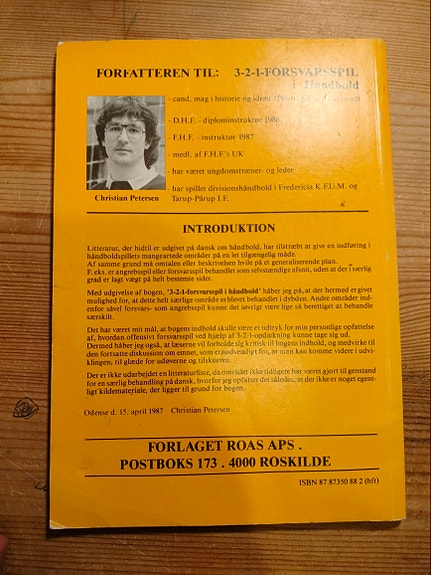 FORFATTEREN TIL: 3-2-1-FORSVARSSPIL
i Håndbold
- cand. mag i historie og idræt
- D.H.F. - diplominstruktør 1986
- F.H.F. - instruktør 1987
- medl. af F.H.F.'s UK
- har været ungdomstræner- og leder
- har spillet divisionshåndbold i Fredericia K.F.U.M. og
Tarup-Pårup I.F.
Christian Petersen
INTRODUKTION
Litteratur, der hidtil er udgivet på dansk om håndbold, har tilstræbt at give en indføring i
håndboldspillets mangeartede områder på en let tilgængelig måde.
Af samme grund må omtalen eller beskrivelsen hvile på et generaliserende plan.
F. eks. er angrebsspil eller forsvarsspil behandlet som selvstændige afsnit, uden at der i særlig
grad er lagt vægt på helt bestemte sider.
Med udgivelse af bogen, '3-2-1-forsvarsspil i håndbold' håber jeg på, at der hermed er givet
mulighed for, at dette helt særlige område er blevet behandlet i dybden. Andre områder ind-
enfor såvel forsvars- som angrebsspil kunne det iøvrigt være lige så berettiget at behandle
særskilt.
Det har været mit mål, at bogens indhold skulle være et udtryk for min personlige opfattelse
af, hvordan offensivt forsvarsspil ved hjælp af 3-2-1-opdækning kunne tage sig ud.
Dermed håber jeg også, at læserne vil forholde sig kritisk til bogens indhold, og medvirke til
den fortsatte diskussion om emnet, som er nødvendigt for, at man kan komme videre i udvi-
klingen, til glæde for udøverne og tilskueren.
Der er ikke udarbejdet en litteraturliste, da området ikke tidligere har været gjort til genstand
for en særlig behandling på dansk, hvorfor jeg opfatter det således, at der ikke er noget egent-
ligt kildemateriale, der ligger til grund for bogen.
Odense d. 15. april 1987 Christian Petersen
FORLAGET ROAS APS .
POSTBOKS 173 . 4000 ROSKILDE
ISBN 87 87350 88 2 (hft)